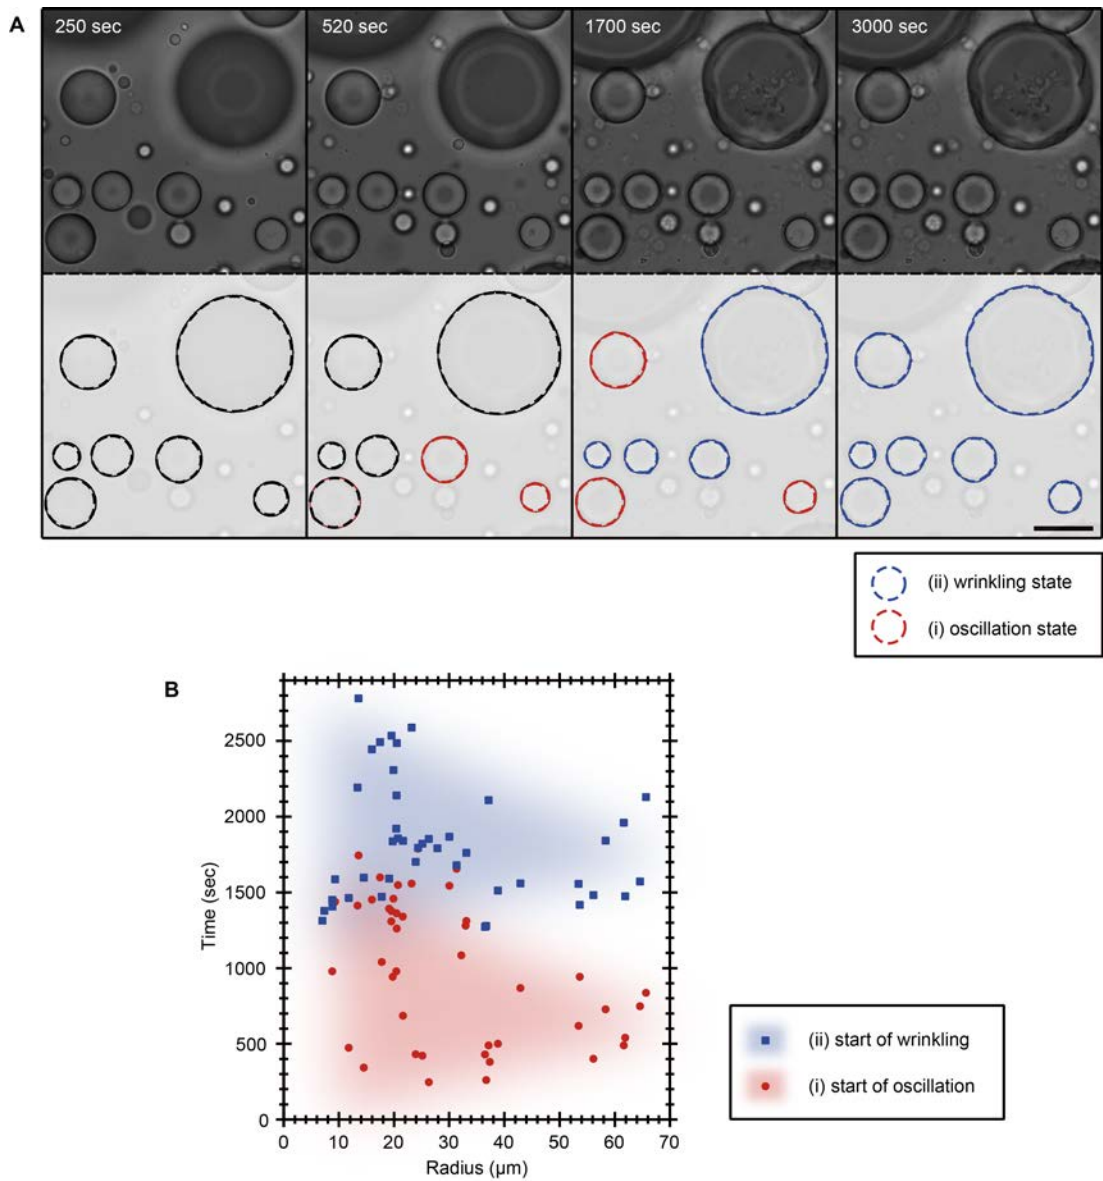 A
250 sec
520 sec
1700 sec
3000 sec
(ii) wrinkling state
(i) oscillation state
B
Time (sec)
2500
2000
1500
1000
500
0
0 10 20 30 40 50 60 70
Radius (µm)
(ii) start of wrinkling
(i) start of oscillation